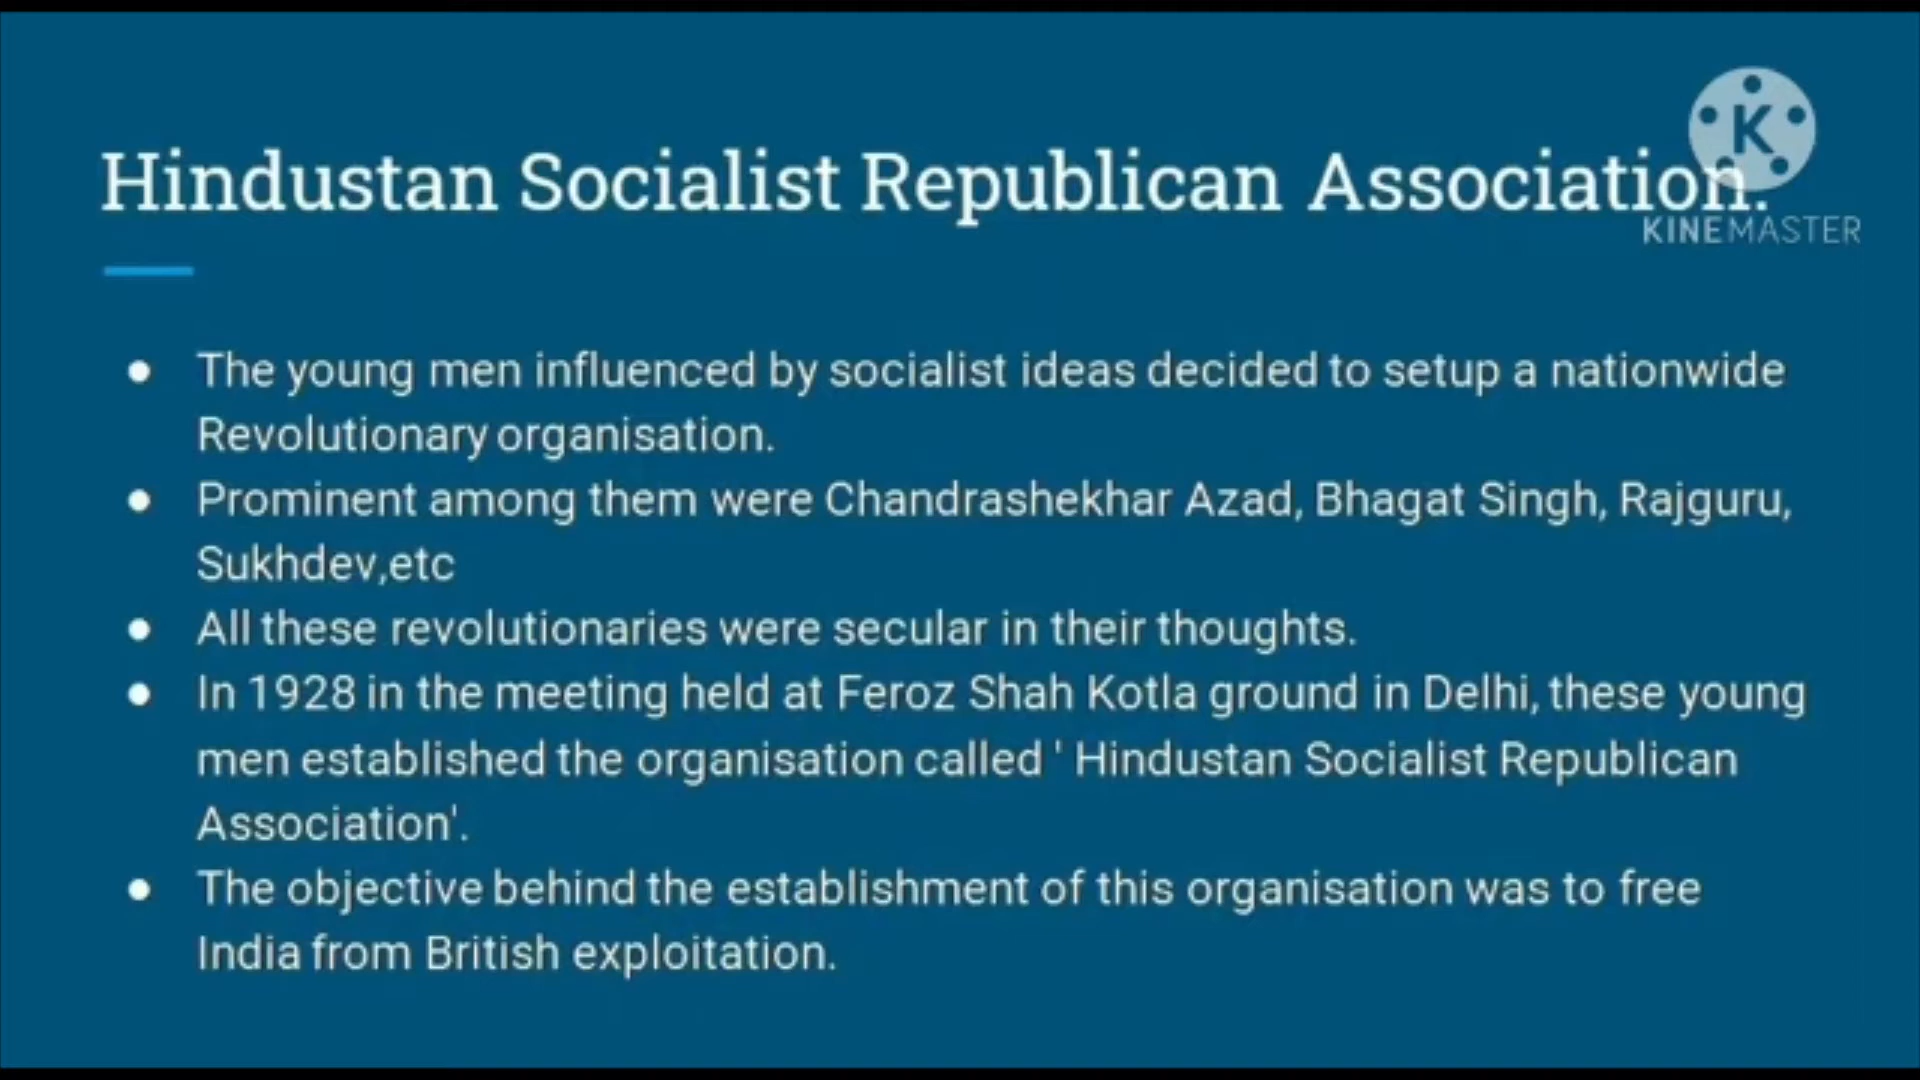 Hindustan Socialist Republican Association.
K
KINEMASTER
● The young men influenced by socialist ideas decided to setup a nationwide
Revolutionary organisation.
● Prominent among them were Chandrashekhar Azad, Bhagat Singh, Rajguru,
Sukhdev,etc
● All these revolutionaries were secular in their thoughts.
● In 1928 in the meeting held at Feroz Shah Kotla ground in Delhi, these young
men established the organisation called ' Hindustan Socialist Republican
Association'.
● The objective behind the establishment of this organisation was to free
India from British exploitation.